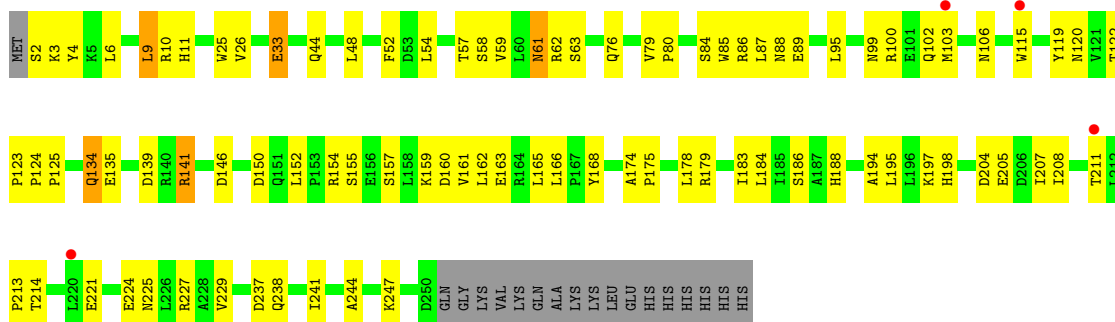 MET S2 K3 Y4 K5 L6 L9 R10 H11 W25 V26 E33 Q44 L48 F52 D53 L54 T57 S58 V59 L60 N61 R62 S63 Q76 V79 P80 S84 W85 R86 L87 N88 E89 L95 N99 R100 E101 Q102 M103 N106 W115 Y119 N120 V121 T122
P123 P124 P125 Q134 E135 D139 R140 R141 D146 D150 Q151 L152 P153 R154 S155 E156 S157 L158 K159 D160 V161 L162 E163 R164 L165 L166 P167 Y168 A174 P175 L178 R179 I183 L184 I185 S186 A187 H188 A194 L195 L196 K197 H198 D204 E205 D206 I207 I208 T211 L212
P213 T214 L220 E221 E224 N225 L226 R227 A228 V229 D237 Q238 I241 A244 K247 D250 GLN GLY LYS VAL LYS GLN ALA LYS LYS LEU GLU HIS HIS HIS HIS HIS HIS